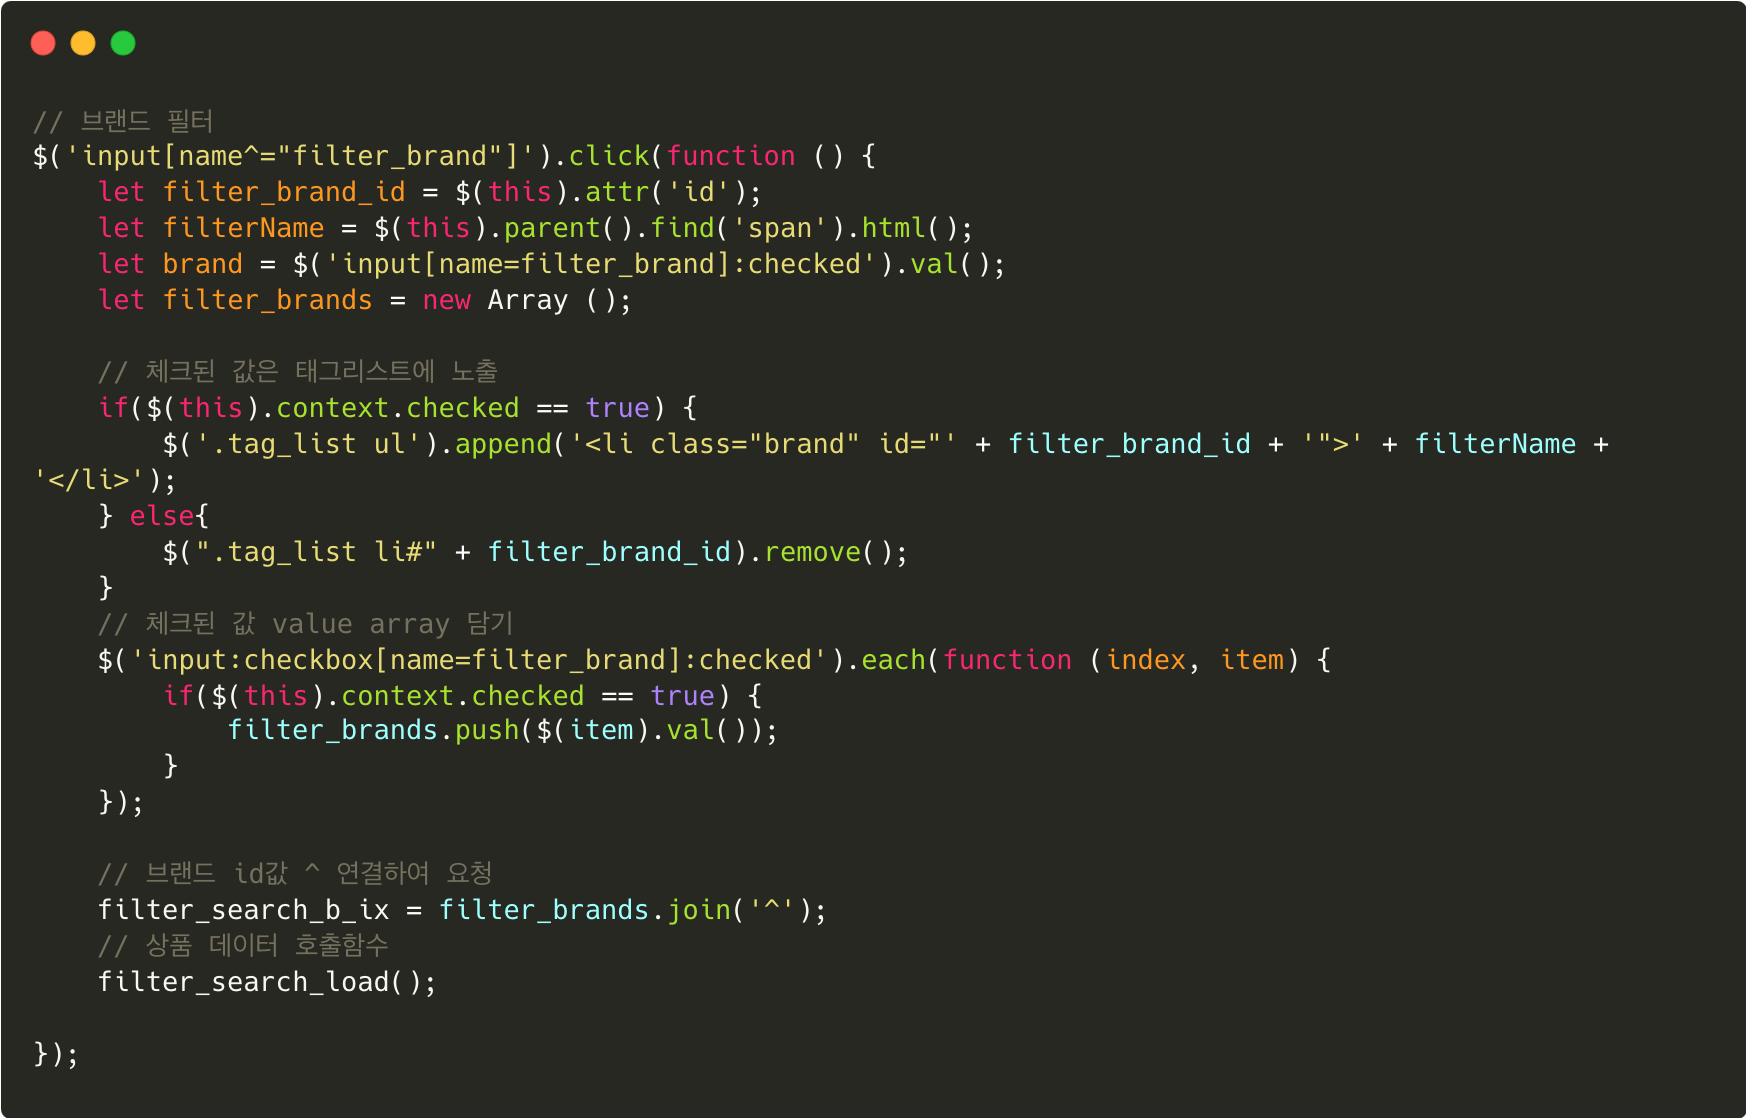 // 브랜드 필터
$('input[name^="filter_brand"]').click(function () {
    let filter_brand_id = $(this).attr('id');
    let filterName = $(this).parent().find('span').html();
    let brand = $('input[name=filter_brand]:checked').val();
    let filter_brands = new Array ();

    // 체크된 값은 태그리스트에 노출
    if($(this).context.checked == true) {
        $('.tag_list ul').append('<li class="brand" id="' + filter_brand_id + '">' + filterName +
'</li>');
    } else{
        $(".tag_list li#" + filter_brand_id).remove();
    }
    // 체크된 값 value array 담기
    $('input:checkbox[name=filter_brand]:checked').each(function (index, item) {
        if($(this).context.checked == true) {
            filter_brands.push($(item).val());
        }
    });

    // 브랜드 id값 ^ 연결하여 요청
    filter_search_b_ix = filter_brands.join('^');
    // 상품 데이터 호출함수
    filter_search_load();

});